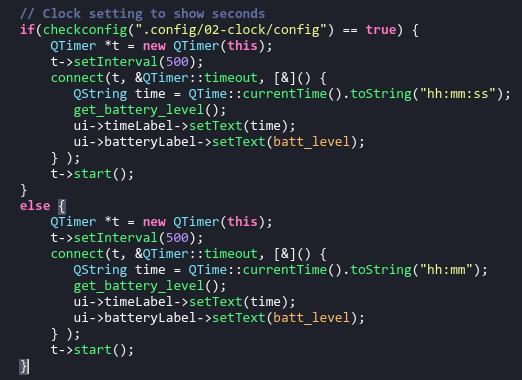 // Clock setting to show seconds
if(checkconfig(".config/02-clock/config") == true) {
    QTimer *t = new QTimer(this);
    t->setInterval(500);
    connect(t, &QTimer::timeout, [&]() {
       QString time = QTime::currentTime().toString("hh:mm:ss");
       get_battery_level();
       ui->timeLabel->setText(time);
       ui->batteryLabel->setText(batt_level);
    } );
    t->start();
}
else {
    QTimer *t = new QTimer(this);
    t->setInterval(500);
    connect(t, &QTimer::timeout, [&]() {
       QString time = QTime::currentTime().toString("hh:mm");
       get_battery_level();
       ui->timeLabel->setText(time);
       ui->batteryLabel->setText(batt_level);
    } );
    t->start();
}